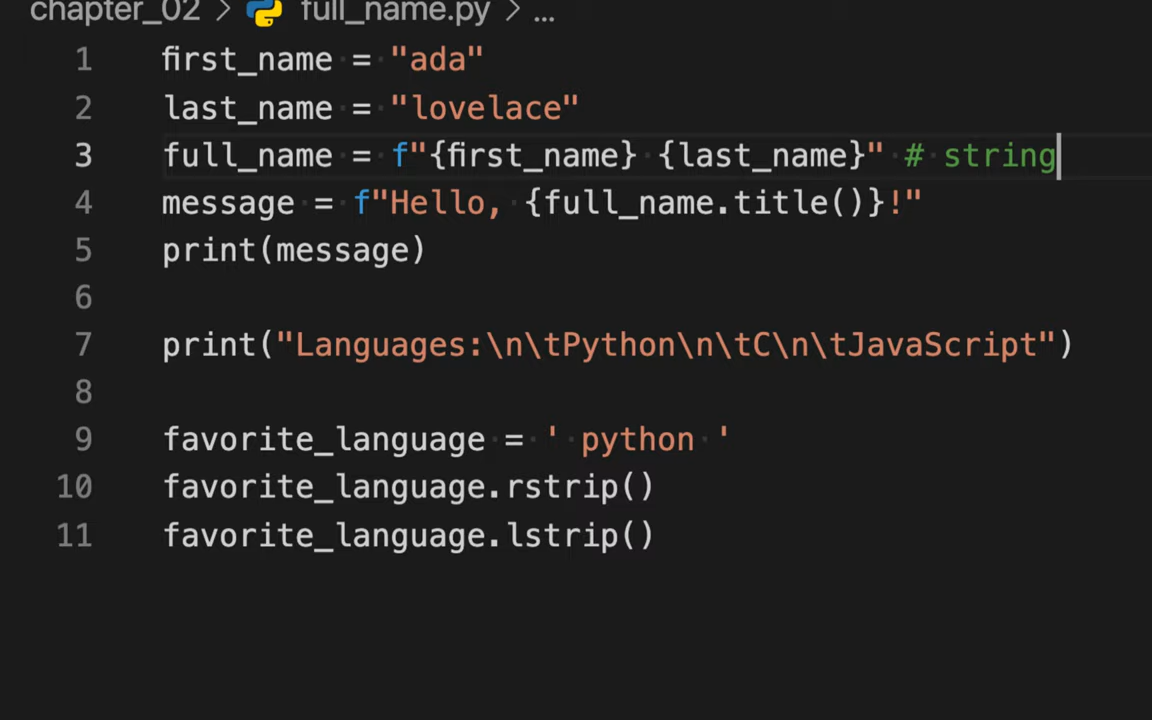 chapter_02 > full_name.py > ...
1 first_name = "ada"
2 last_name = "lovelace"
3 full_name = f"{first_name} {last_name}" # string
4 message = f"Hello, {full_name.title()}!"
5 print(message)
6
7 print("Languages:\n\tPython\n\tC\n\tJavaScript")
8
9 favorite_language = ' python '
10 favorite_language.rstrip()
11 favorite_language.lstrip()